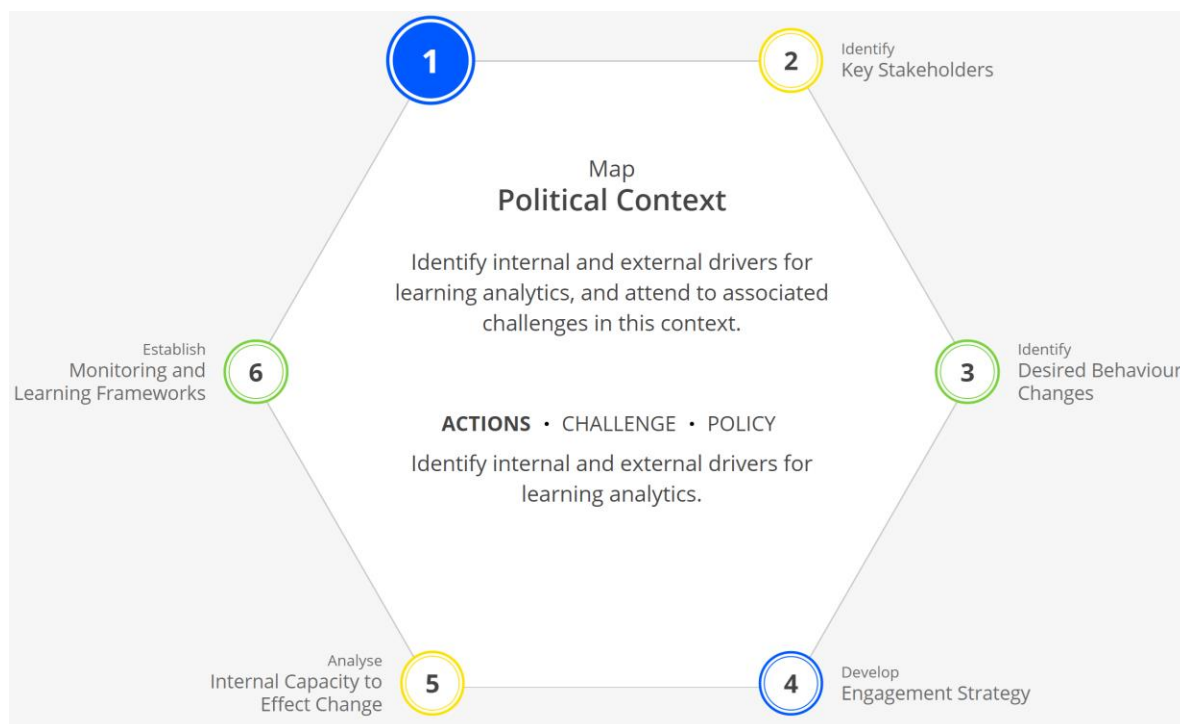 1
2
Identify
Key Stakeholders
Map
Political Context
Identify internal and external drivers for
learning analytics, and attend to associated
challenges in this context.
Establish
Monitoring and
Learning Frameworks
6
3
Identify
Desired Behaviour
Changes
ACTIONS • CHALLENGE • POLICY
Identify internal and external drivers for
learning analytics.
Analyse
Internal Capacity to
Effect Change
5
4
Develop
Engagement Strategy